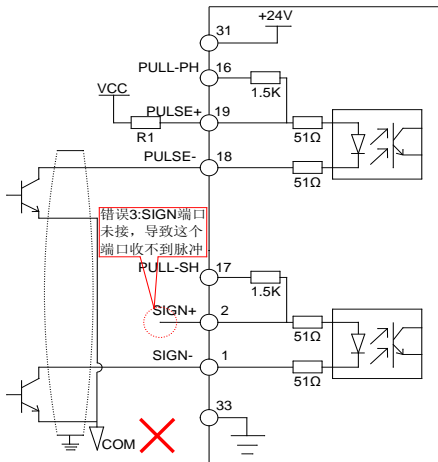 +24V
31
PULL-PH
16
1.5K
VCC
PULSE+
19
R1
51Ω
PULSE-
18
51Ω
错误3:SIGN端口
未接，导致这个
端口收不到脉冲
PULL-SH
17
1.5K
SIGN+
2
51Ω
SIGN-
1
51Ω
33
COM